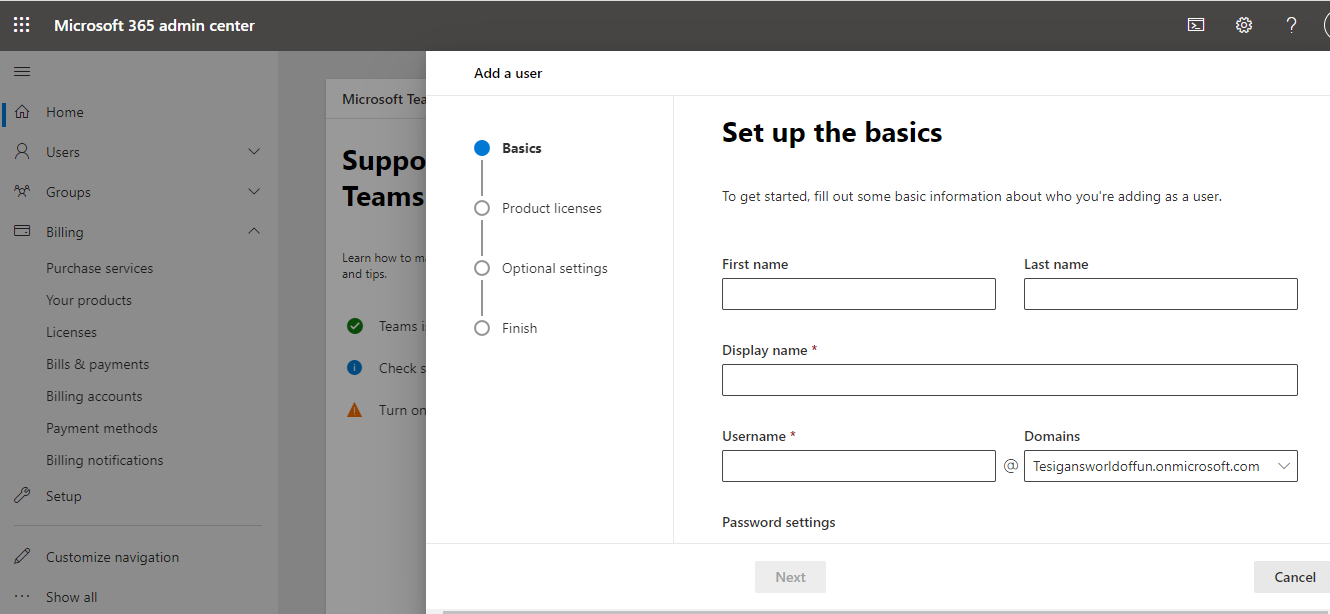 Microsoft 365 admin center
?
Home
Users
Groups
Billing
Purchase services
Your products
Licenses
Bills & payments
Billing accounts
Payment methods
Billing notifications
Setup
Customize navigation
Show all
Microsoft Tea
Suppo
Teams
Learn how to m
and tips.
Teams i
Check s
Turn on
Add a user
Basics
Product licenses
Optional settings
Finish
Set up the basics
To get started, fill out some basic information about who you're adding as a user.
First name
Last name
Display name *
Username *
Domains
@
Tesigansworldoffun.onmicrosoft.com
Password settings
Next
Cancel